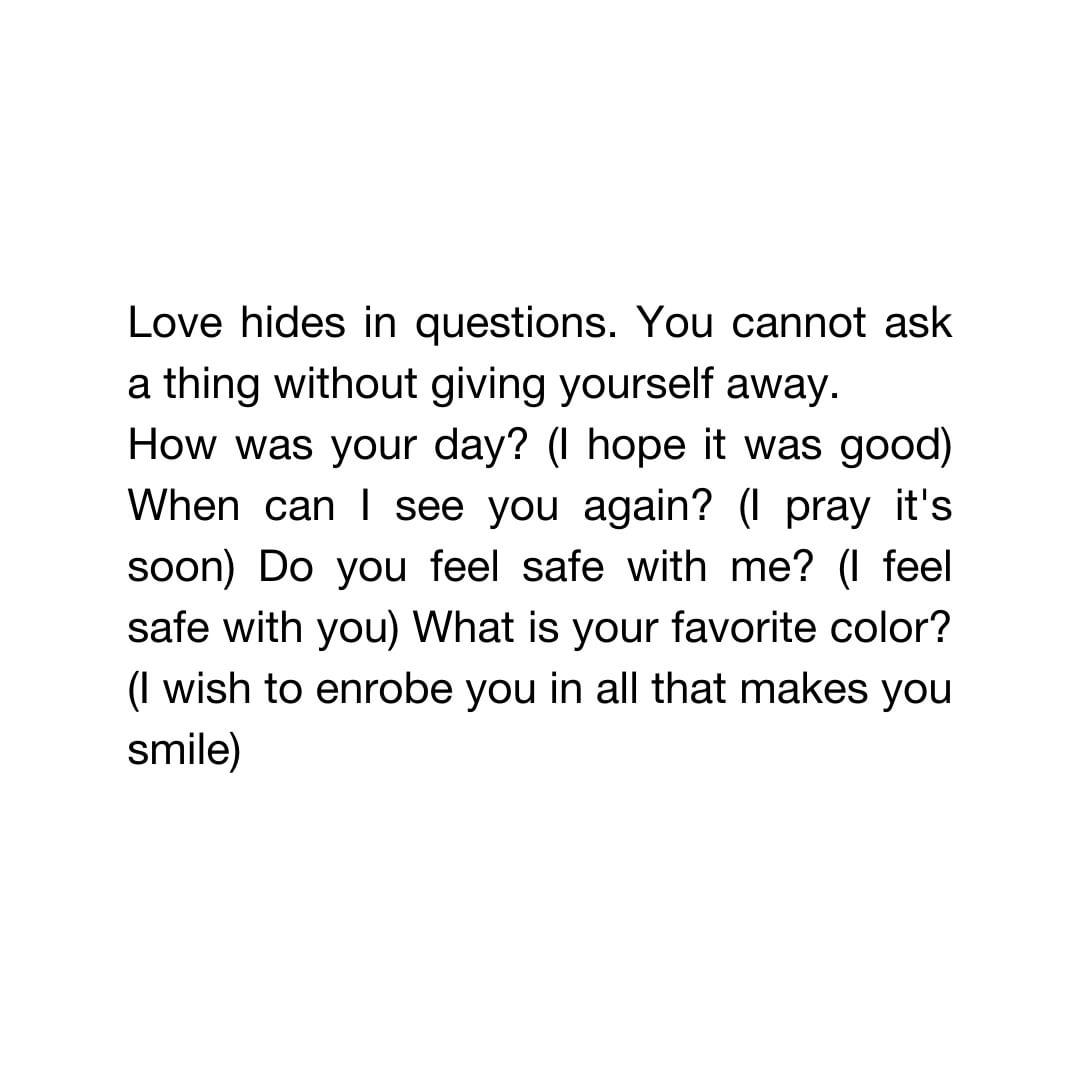 Love hides in questions. You cannot ask
a thing without giving yourself away.
How was your day? (I hope it was good)
When can I see you again? (I pray it's
soon) Do you feel safe with me? (I feel
safe with you) What is your favorite color?
(I wish to enrobe you in all that makes you
smile)